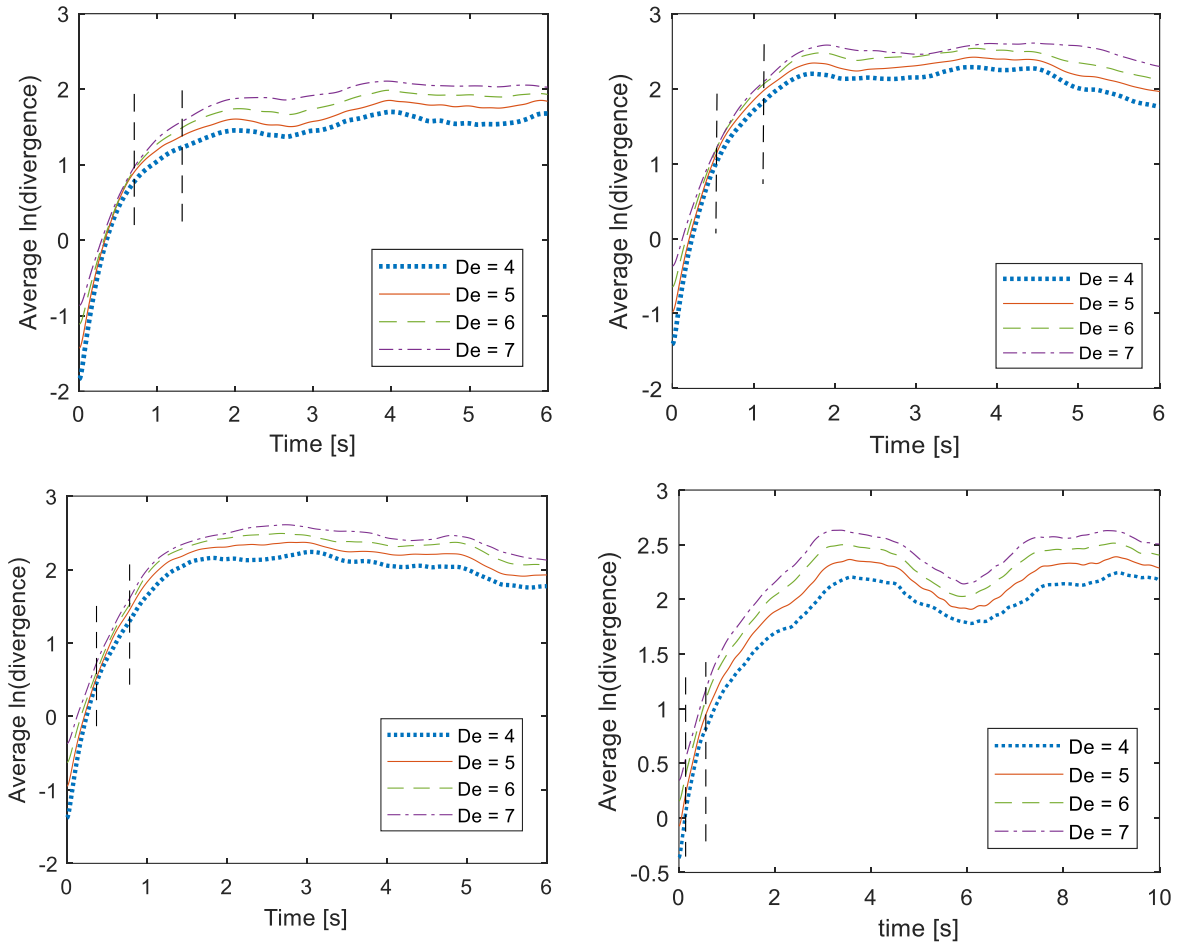 3
2
1
0
-1
-2
Average ln(divergence)
De = 4
De = 5
De = 6
De = 7
0 1 2 3 4 5 6
Time [s]
3
2
1
0
-1
-2
Average ln(divergence)
De = 4
De = 5
De = 6
De = 7
0 1 2 3 4 5 6
Time [s]
3
2
1
0
-1
-2
Average ln(divergence)
De = 4
De = 5
De = 6
De = 7
0 1 2 3 4 5 6
Time [s]
3
2.5
2
1.5
1
0.5
0
-0.5
Average ln(divergence)
De = 4
De = 5
De = 6
De = 7
0 2 4 6 8 10
time [s]